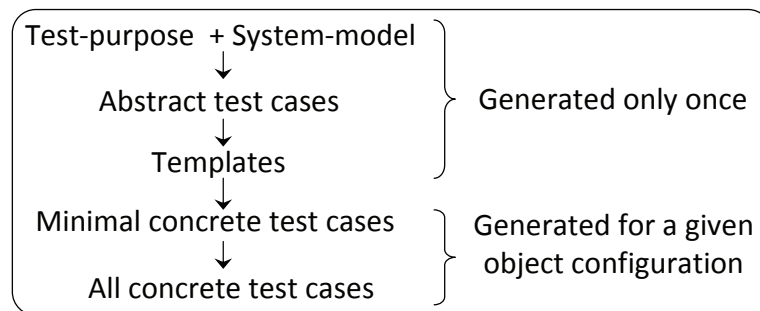 Test-purpose + System-model
Abstract test cases
Templates
Generated only once
Minimal concrete test cases
All concrete test cases
Generated for a given
object configuration